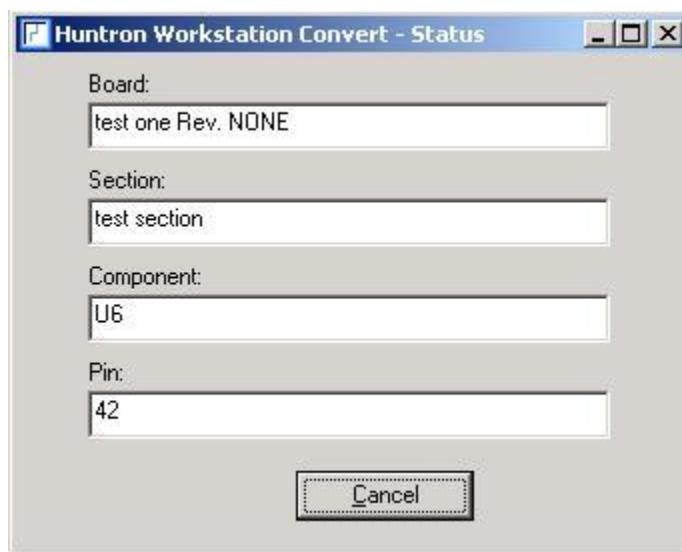 Huntron Workstation Convert - Status
Board:
test one Rev. NONE
Section:
test section
Component:
U6
Pin:
42
Cancel